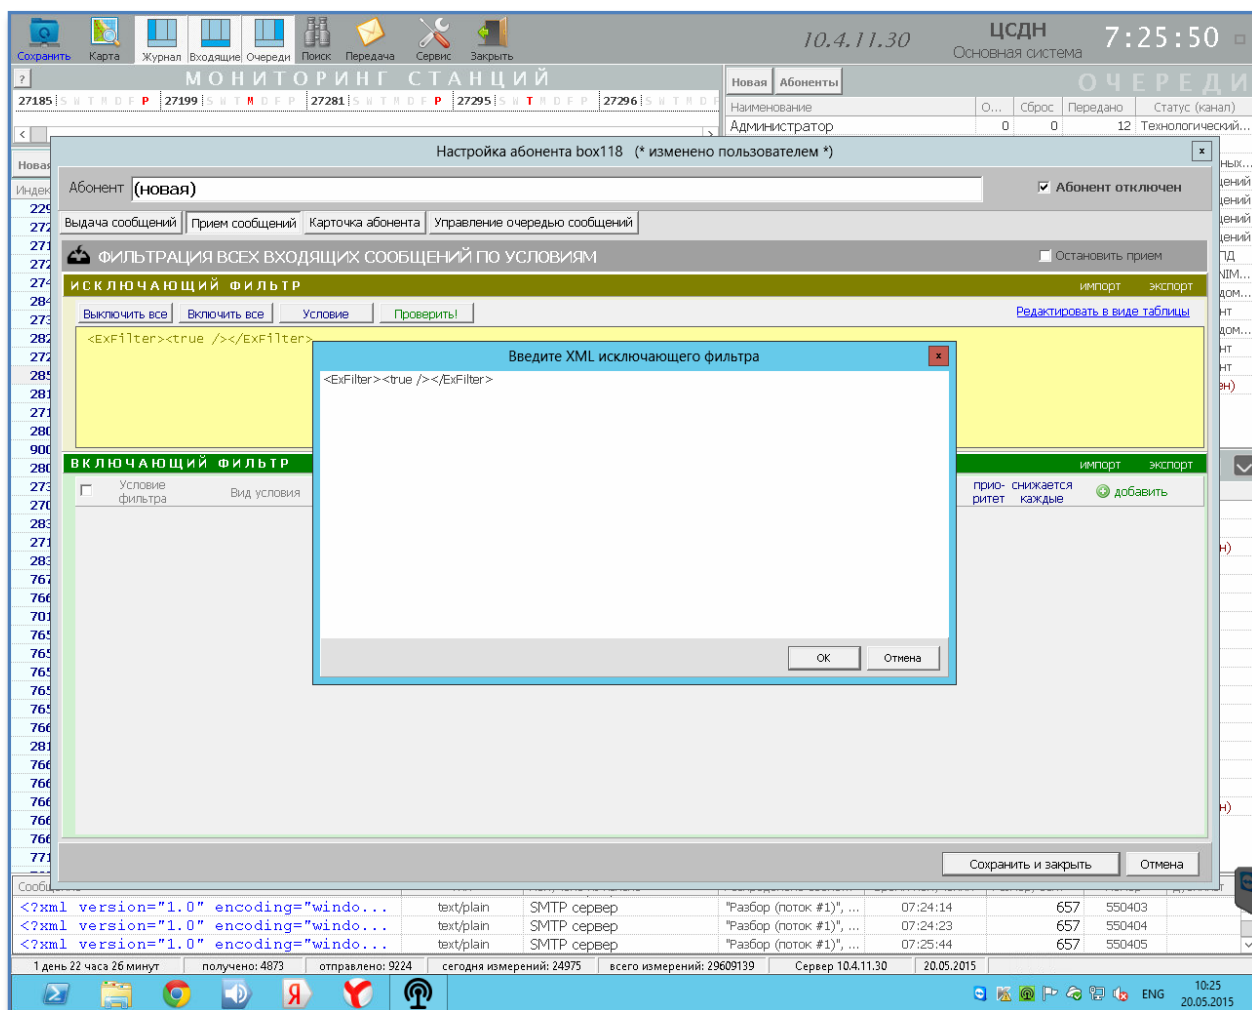 Сохранить Карта Журнал Входящие Очереди Поиск Передача Сервис Закрыть
10.4.11.30
ЦСДН
Основная система
7:25:50
? МОНИТОРИНГ СТАНЦИЙ
27185 S W T M D F P 27199 S W T M D F P 27281 S W T M D F P 27295 S W T M D F P 27296 S W T M D F
Новая Абоненты ОЧЕРЕДИ
Наименование О... Сброс Передано Статус (канал)
Администратор 0 0 12 Технологический...
Настройка абонента box118 (* изменено пользователем *)
Абонент (новая) Абонент отключен
Выдача сообщений Прием сообщений Карточка абонента Управление очередью сообщений
ФИЛЬТРАЦИЯ ВСЕХ ВХОДЯЩИХ СООБЩЕНИЙ ПО УСЛОВИЯМ Остановить прием
ИСКЛЮЧАЮЩИЙ ФИЛЬТР импорт экспорт
Выключить все Включить все Условие Проверить! Редактировать в виде таблицы
<ExFilter><true /></ExFilter>
Введите XML исключающего фильтра
<ExFilter><true /></ExFilter>
OK Отмена
ВКЛЮЧАЮЩИЙ ФИЛЬТР импорт экспорт
Условие фильтра Вид условия прио-ритет снижается каждые добавить
Сохранить и закрыть Отмена
<?xml version="1.0" encoding="windo... text/plain SMTP сервер "Разбор (поток #1)", ... 07:24:14 657 550403
<?xml version="1.0" encoding="windo... text/plain SMTP сервер "Разбор (поток #1)", ... 07:24:23 657 550404
<?xml version="1.0" encoding="windo... text/plain SMTP сервер "Разбор (поток #1)", ... 07:25:44 657 550405
1 день 22 часа 26 минут получено: 4873 отправлено: 9224 сегодня измерений: 24975 всего измерений: 29609139 Сервер 10.4.11.30 20.05.2015
ENG 10:25
20.05.2015